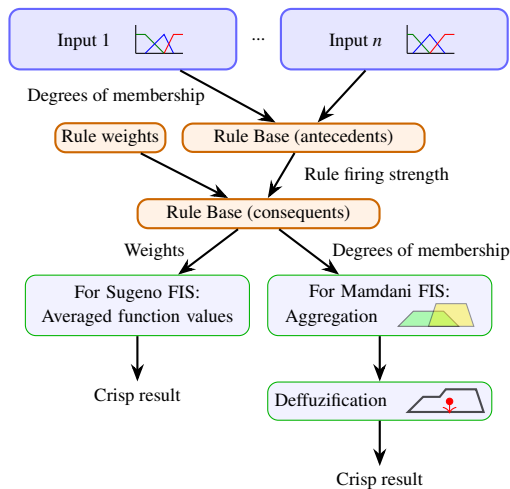 Input 1
...
Input n
Degrees of membership
Rule weights
Rule Base (antecedents)
Rule firing strength
Rule Base (consequents)
Weights
Degrees of membership
For Sugeno FIS:
Averaged function values
For Mamdani FIS:
Aggregation
Crisp result
Deffuzification
Crisp result